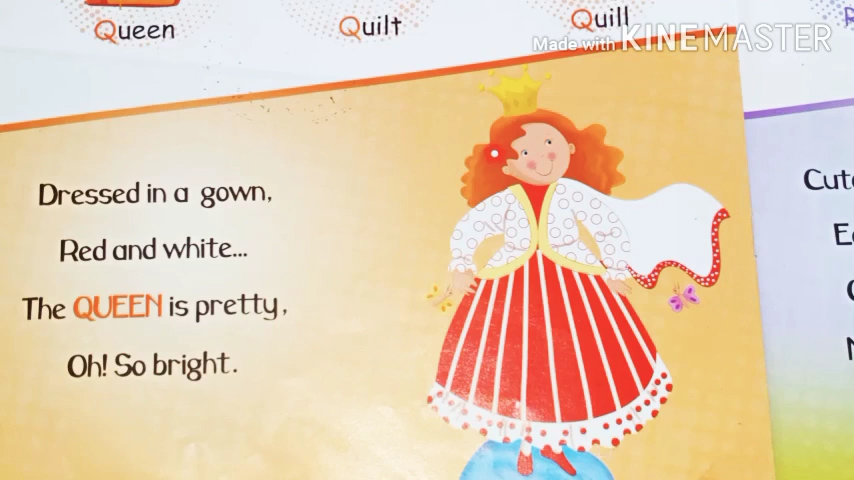 Queen
Quilt
Quill
Made with KINEMASTER
Dressed in a gown,
Red and white...
The QUEEN is pretty,
Oh! So bright.